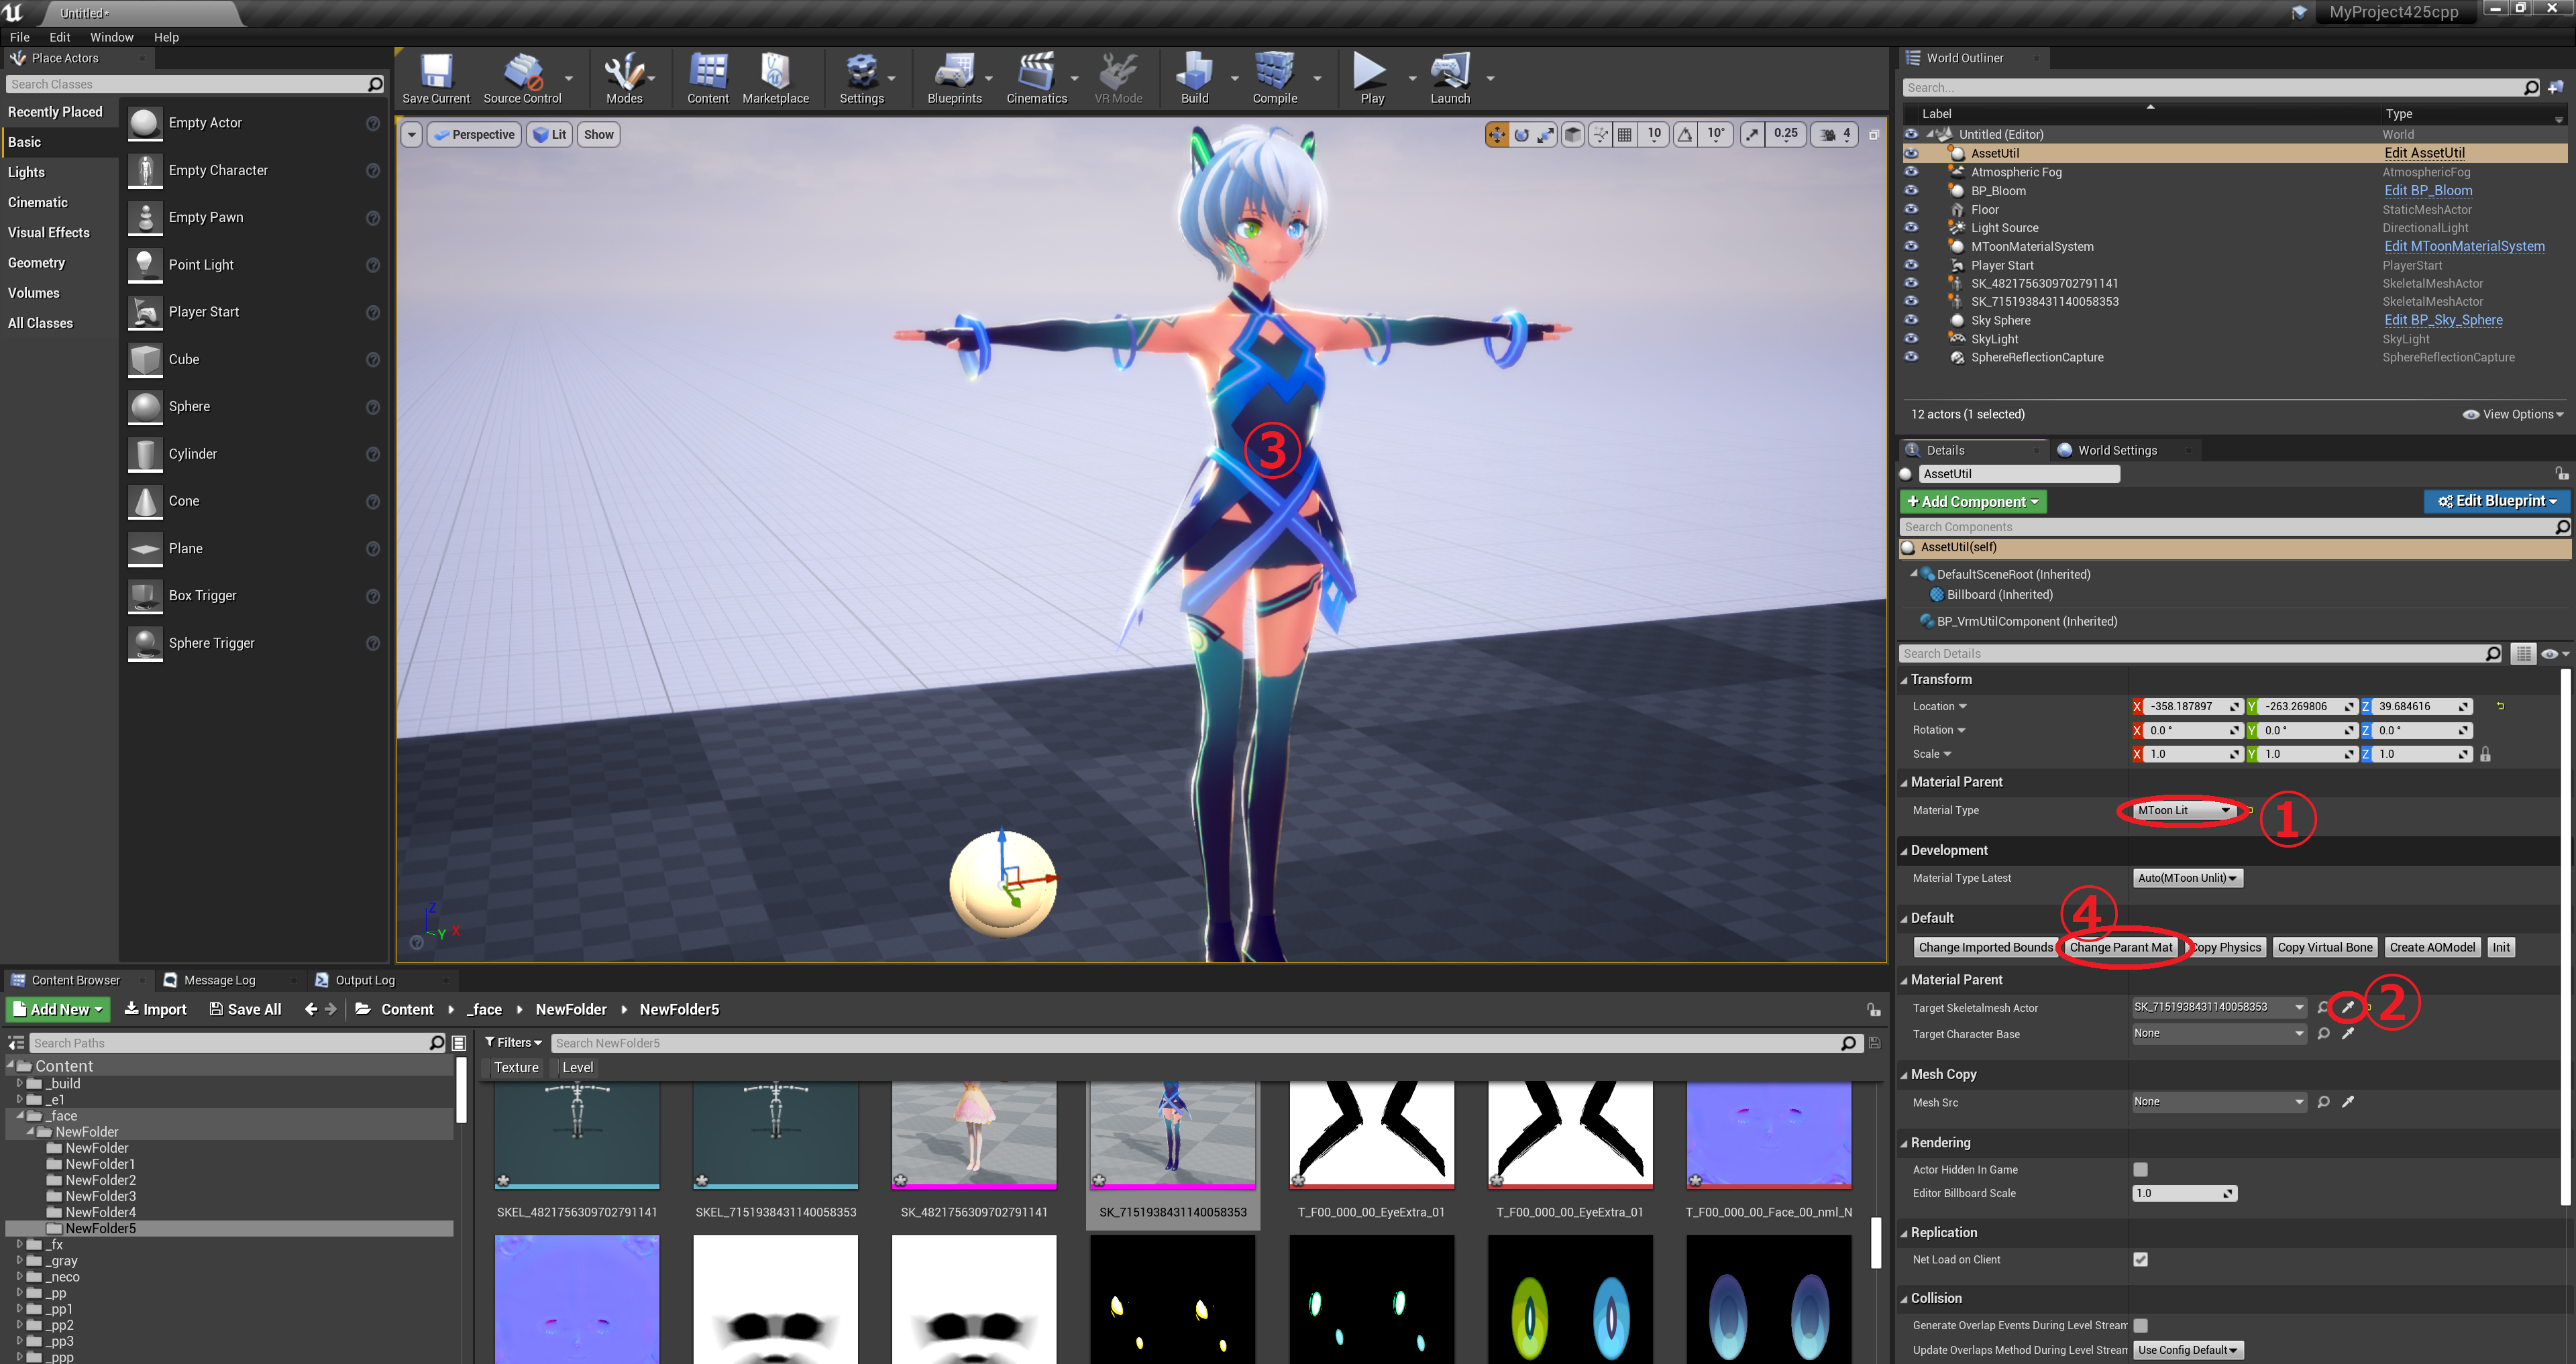 Untitled•
MyProject425cpp
File Edit Window Help
Place Actors
Search Classes
Recently Placed
Basic
Lights
Cinematic
Visual Effects
Geometry
Volumes
All Classes
Empty Actor
Empty Character
Empty Pawn
Point Light
Player Start
Cube
Sphere
Cylinder
Cone
Plane
Box Trigger
Sphere Trigger
Save Current Source Control Modes Content Marketplace Settings Blueprints Cinematics VR Mode Build Compile Play Launch
Perspective Lit Show
10 10° 0.25 4
③
Z
Y X
World Outliner
Search...
Label Type
Untitled (Editor) World
AssetUtil Edit AssetUtil
Atmospheric Fog AtmosphericFog
BP_Bloom Edit BP_Bloom
Floor StaticMeshActor
Light Source DirectionalLight
MToonMaterialSystem Edit MToonMaterialSystem
Player Start PlayerStart
SK_4821756309702791141 SkeletalMeshActor
SK_7151938431140058353 SkeletalMeshActor
Sky Sphere Edit BP_Sky_Sphere
SkyLight SkyLight
SphereReflectionCapture SphereReflectionCapture
12 actors (1 selected) View Options
Details World Settings
AssetUtil
+Add Component Edit Blueprint
Search Components
AssetUtil(self)
DefaultSceneRoot (Inherited)
Billboard (Inherited)
BP_VrmUtilComponent (Inherited)
Search Details
Transform
Location X -358.187897 Y -263.269806 Z 39.684616
Rotation X 0.0 ° Y 0.0 ° Z 0.0 °
Scale X 1.0 Y 1.0 Z 1.0
Material Parent
Material Type MToon Lit ①
Development
Material Type Latest Auto(MToon Unlit)
Default ④
Change Imported Bounds Change Parant Mat Copy Physics Copy Virtual Bone Create AOModel Init
Material Parent
Target Skeletalmesh Actor SK_7151938431140058353 ②
Target Character Base None
Mesh Copy
Mesh Src None
Rendering
Actor Hidden In Game
Editor Billboard Scale 1.0
Replication
Net Load on Client
Collision
Generate Overlap Events During Level Stream
Update Overlaps Method During Level Stream Use Config Default
Content Browser Message Log Output Log
Add New Import Save All Content _face NewFolder NewFolder5
Search Paths
Content
_build
_e1
_face
NewFolder
NewFolder
NewFolder1
NewFolder2
NewFolder3
NewFolder4
NewFolder5
_fx
_gray
_neco
_pp
_pp1
_pp2
_pp3
_ppp
Filters Search NewFolder5
Texture Level
SKEL_4821756309702791141 SKEL_7151938431140058353 SK_4821756309702791141 SK_7151938431140058353 T_F00_000_00_EyeExtra_01 T_F00_000_00_EyeExtra_01 T_F00_000_00_Face_00_nml_N